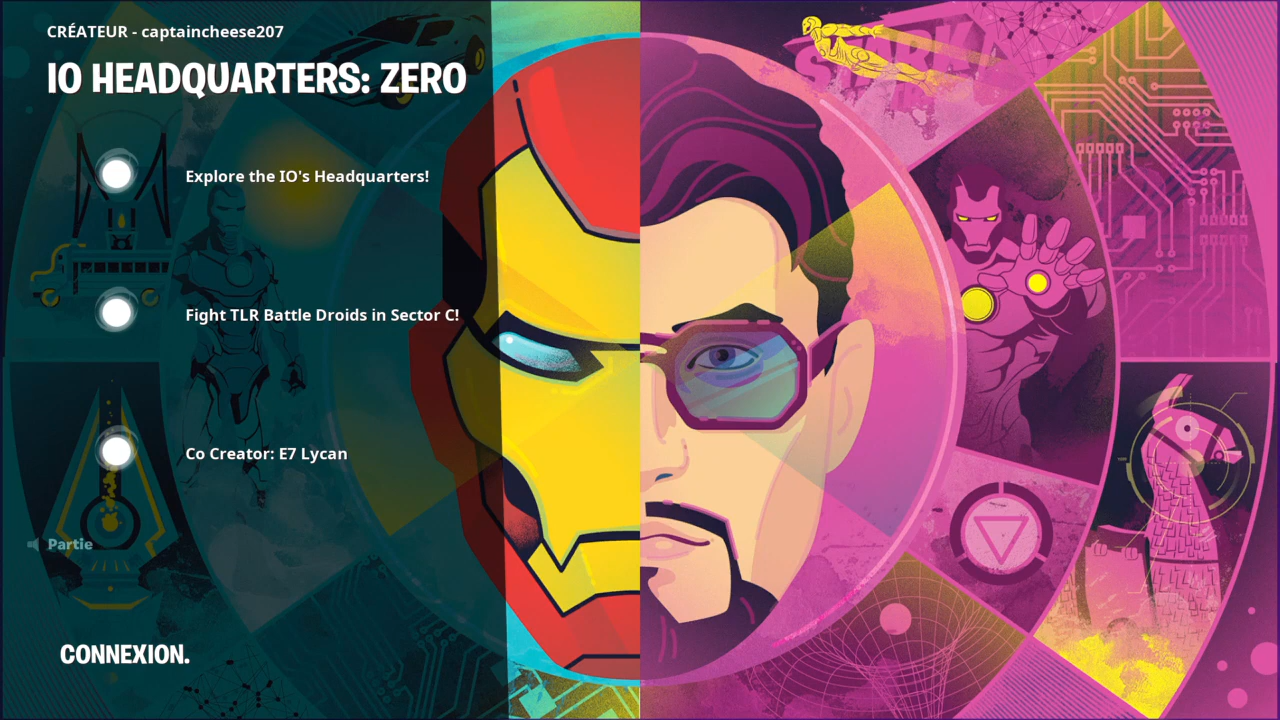 CRÉATEUR - captaincheese207
IO HEADQUARTERS: ZERO
STARK
Explore the IO's Headquarters!
Fight TLR Battle Droids in Sector C!
Co Creator: E7 Lycan
Partie
CONNEXION.